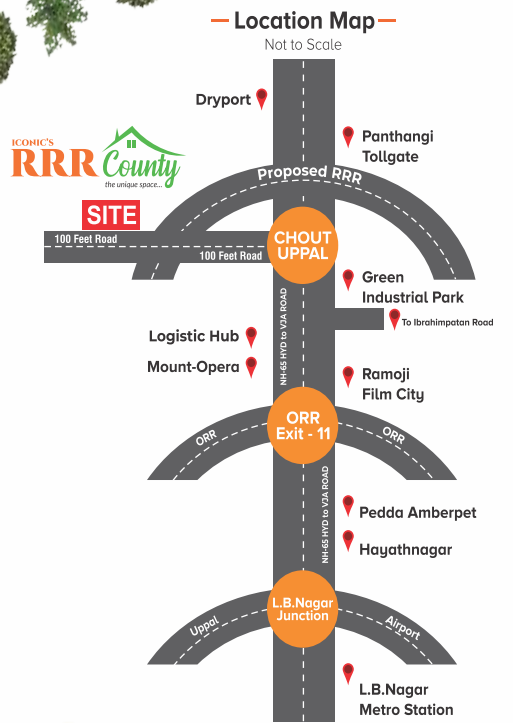 Location Map
Not to Scale
Dryport
Panthangi
Tollgate
ICONIC'S
RRR County
the unique space...
Proposed RRR
SITE
100 Feet Road
100 Feet Road
CHOUT
UPPAL
Green
Industrial Park
To Ibrahimpatan Road
NH-65 HYD to VJA ROAD
Logistic Hub
Mount-Opera
Ramoji
Film City
ORR
Exit - 11
ORR
ORR
NH-65 HYD to VJA ROAD
Pedda Amberpet
Hayathnagar
L.B.Nagar
Junction
Uppal
Airport
L.B.Nagar
Metro Station